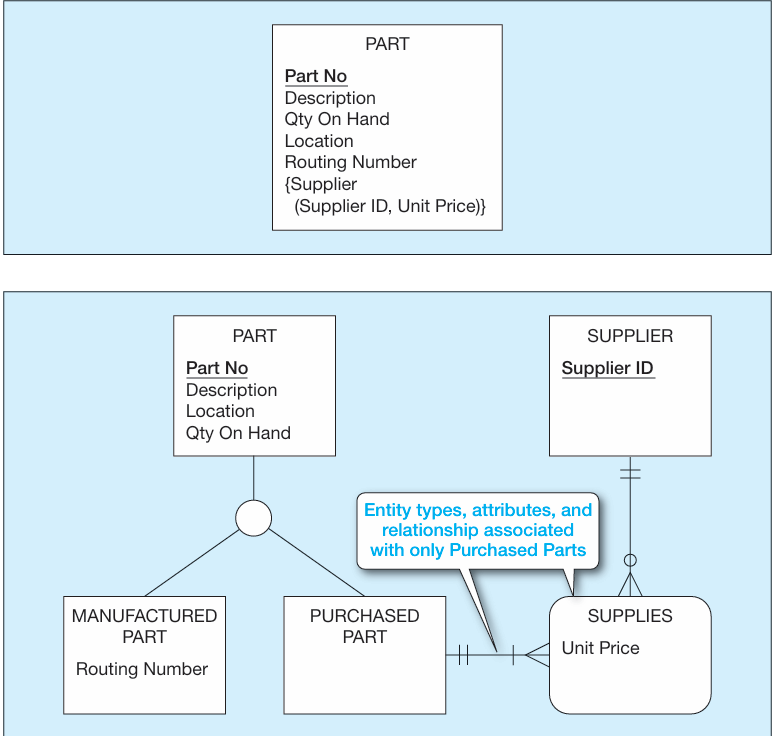 PART
Part No
Description
Qty On Hand
Location
Routing Number
{Supplier
(Supplier ID, Unit Price)}
PART
Part No
Description
Location
Qty On Hand
SUPPLIER
Supplier ID
Entity types, attributes, and
relationship associated
with only Purchased Parts
MANUFACTURED
PART
Routing Number
PURCHASED
PART
SUPPLIES
Unit Price